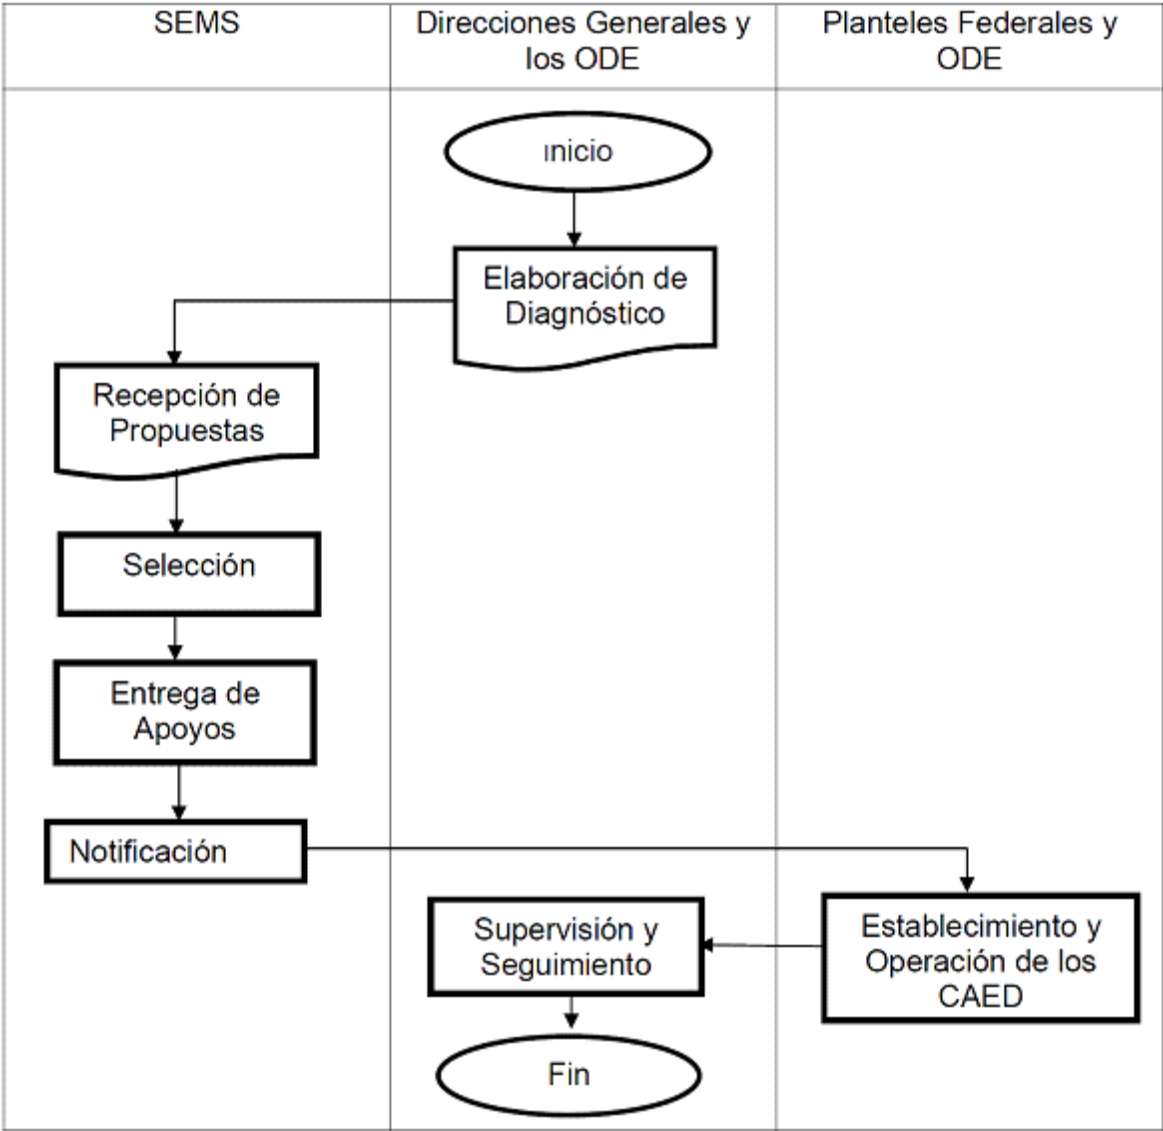 SEMS
Direcciones Generales y
los ODE
Planteles Federales y
ODE
Inicio
Elaboración de
Diagnóstico
Recepción de
Propuestas
Selección
Entrega de
Apoyos
Notificación
Establecimiento y
Operación de los
CAED
Supervisión y
Seguimiento
Fin